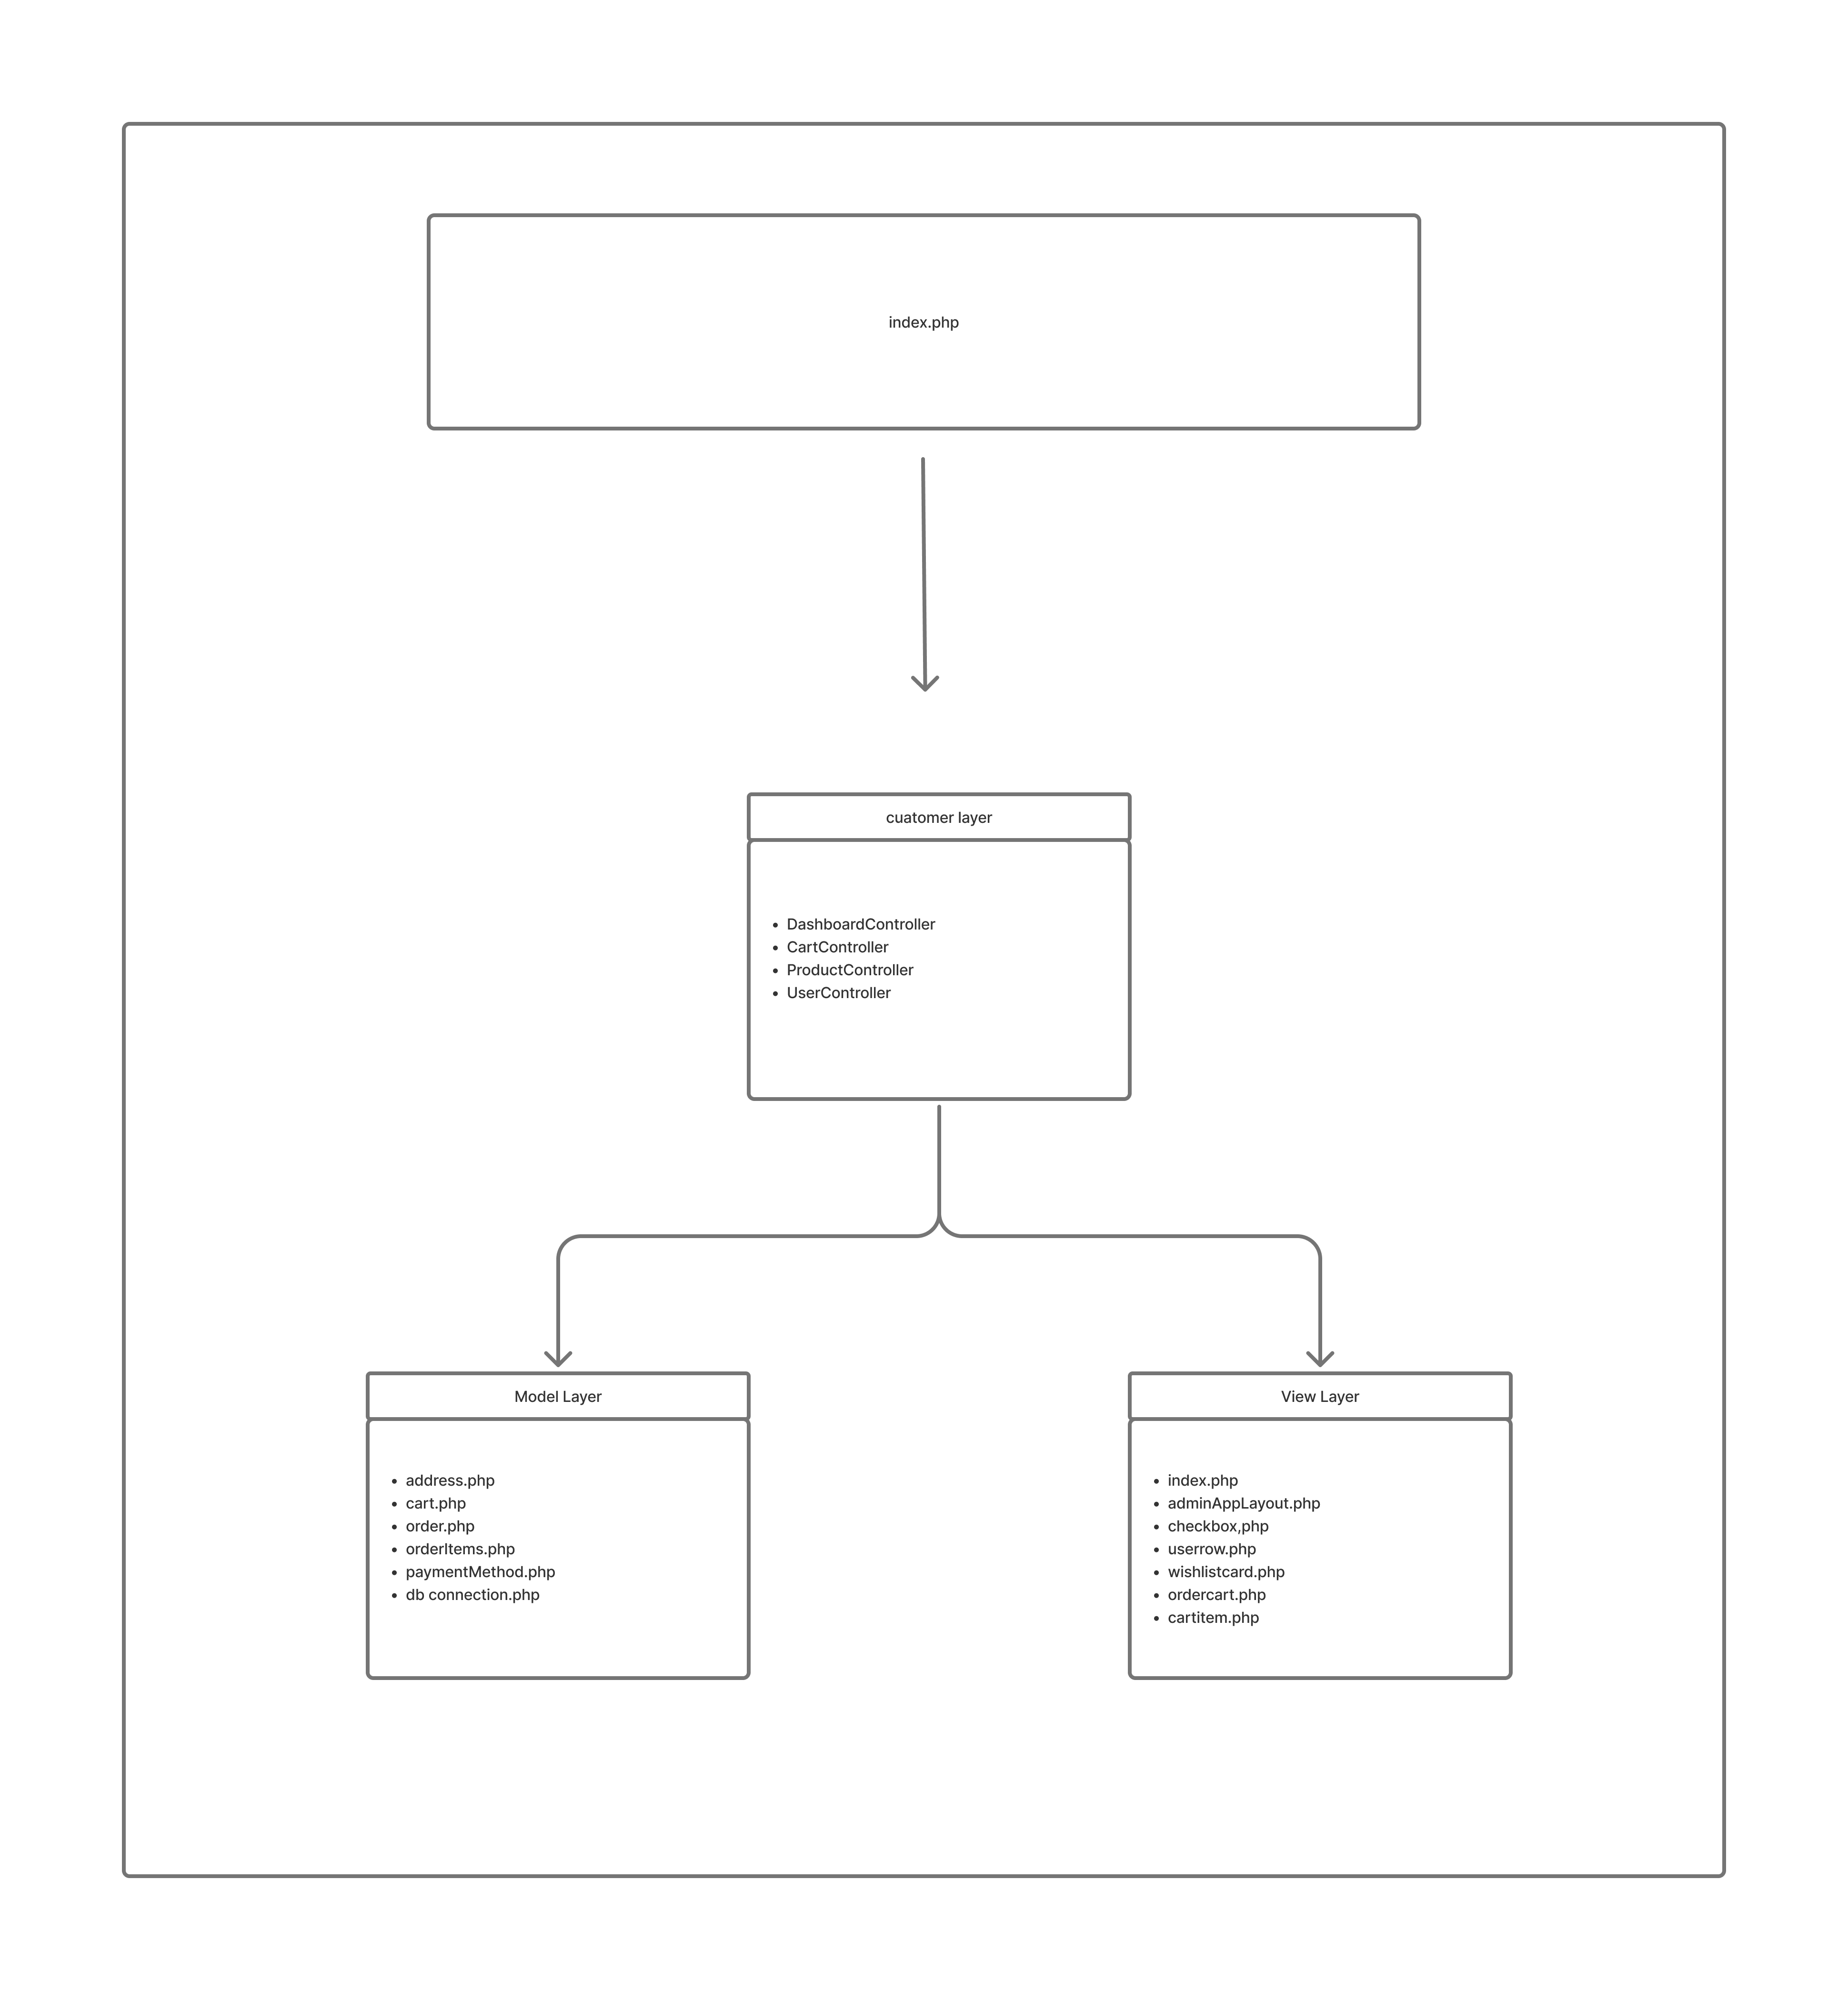 index.php
cuatomer layer
DashboardController
CartController
ProductController
UserController
Model Layer
address.php
cart.php
order.php
orderItems.php
paymentMethod.php
db connection.php
View Layer
index.php
adminAppLayout.php
checkbox,php
userrow.php
wishlistcard.php
ordercart.php
cartitem.php